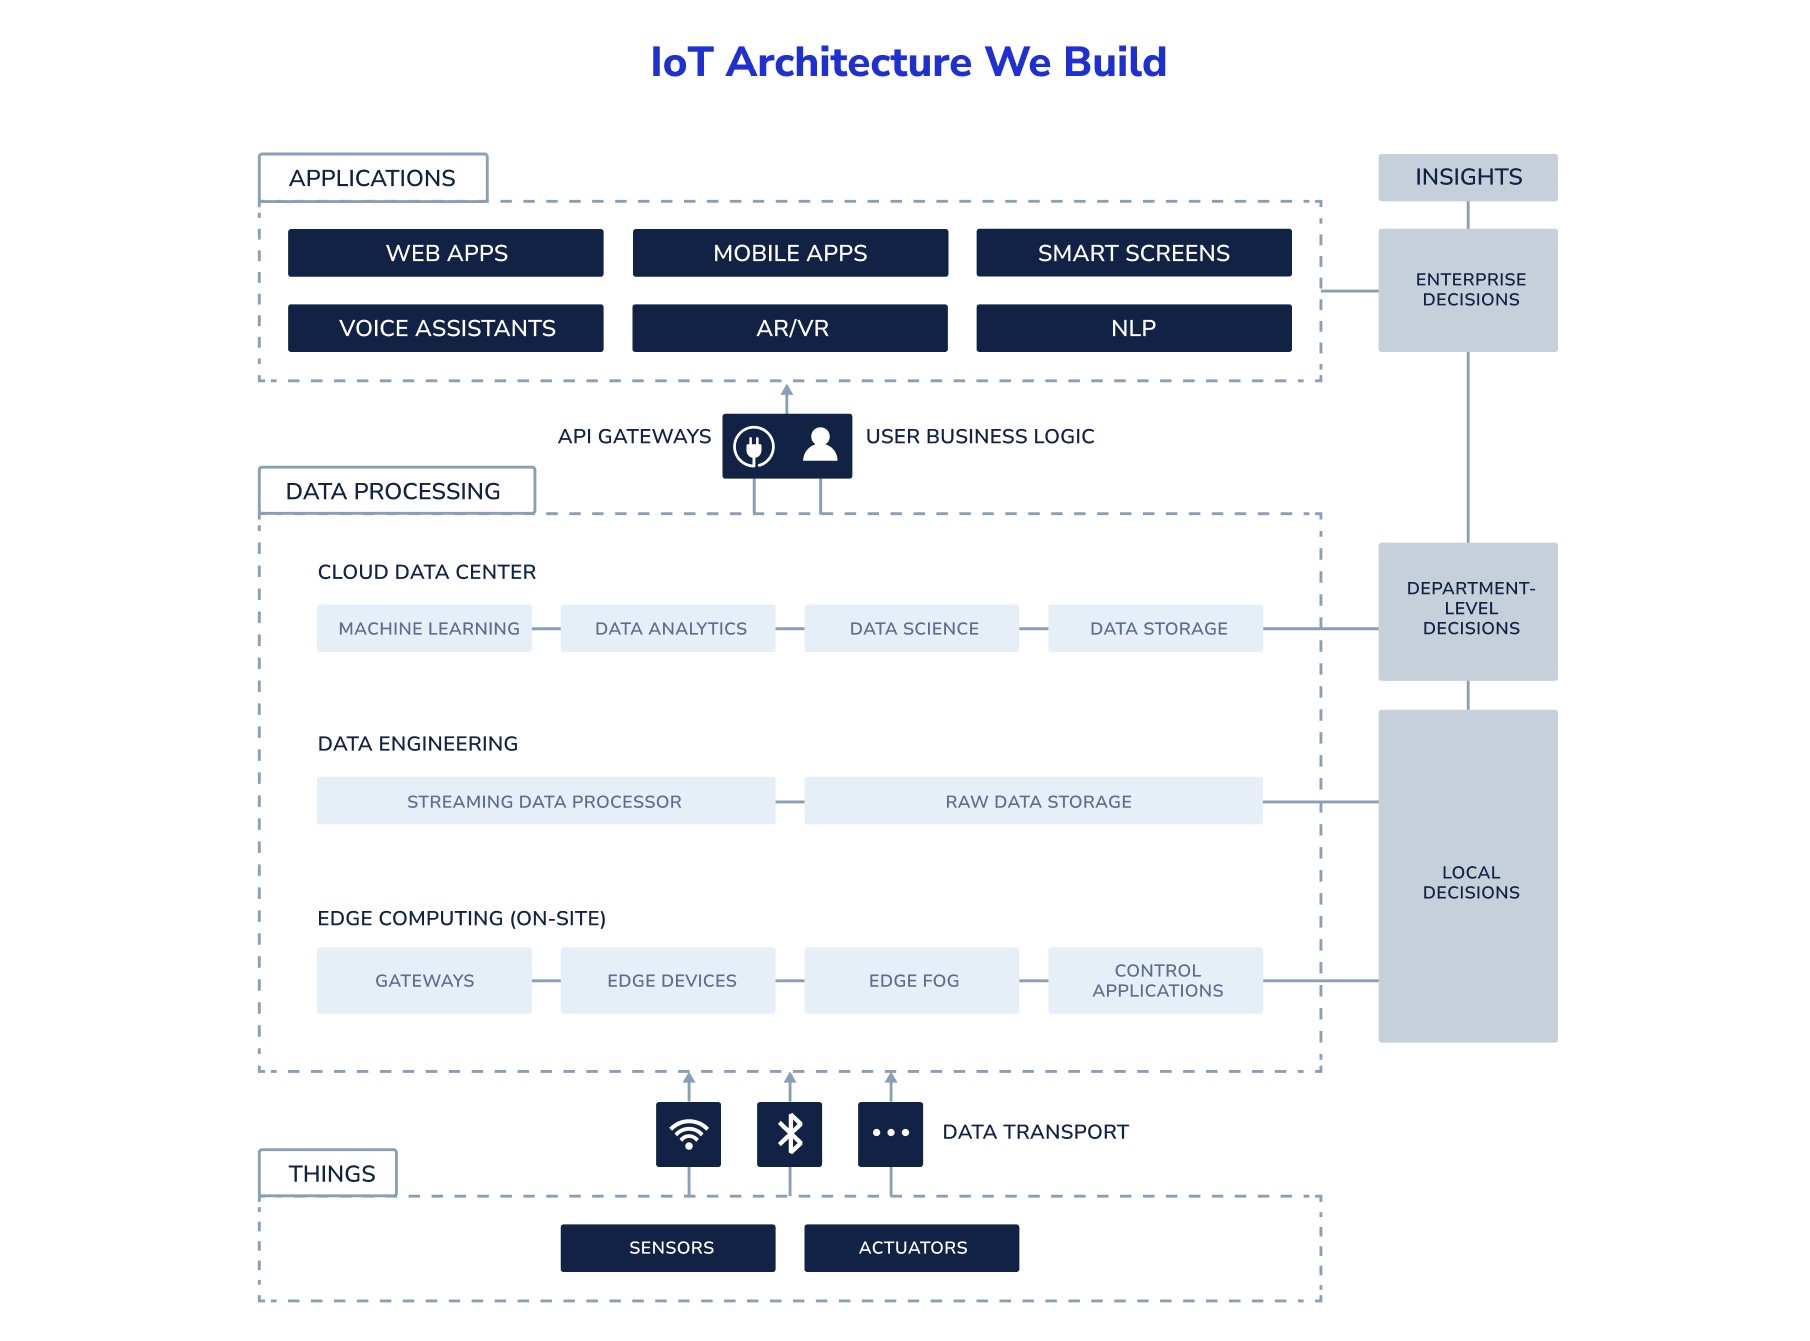 IoT Architecture We Build
APPLICATIONS
WEB APPS
MOBILE APPS
SMART SCREENS
VOICE ASSISTANTS
AR/VR
NLP
INSIGHTS
ENTERPRISE
DECISIONS
API GATEWAYS
USER BUSINESS LOGIC
DATA PROCESSING
CLOUD DATA CENTER
MACHINE LEARNING
DATA ANALYTICS
DATA SCIENCE
DATA STORAGE
DEPARTMENT-
LEVEL
DECISIONS
DATA ENGINEERING
STREAMING DATA PROCESSOR
RAW DATA STORAGE
LOCAL
DECISIONS
EDGE COMPUTING (ON-SITE)
GATEWAYS
EDGE DEVICES
EDGE FOG
CONTROL
APPLICATIONS
DATA TRANSPORT
THINGS
SENSORS
ACTUATORS